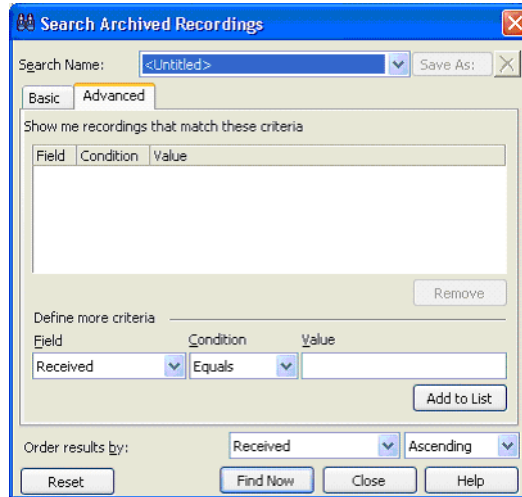 Search Archived Recordings
Search Name: <Untitled> Save As:
Basic Advanced
Show me recordings that match these criteria
Field Condition Value
Remove
Define more criteria
Field Condition Value
Received Equals
Add to List
Order results by: Received Ascending
Reset Find Now Close Help